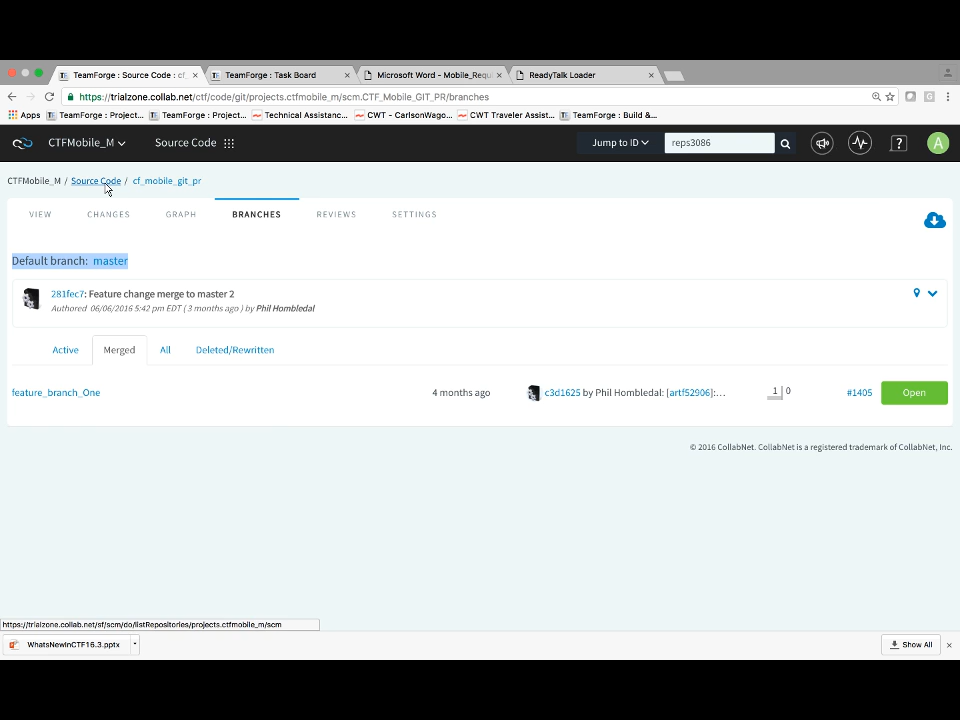 TeamForge : Source Code : cf_
TeamForge : Task Board
Microsoft Word - Mobile_Requi
ReadyTalk Loader
https://trialzone.collab.net/ctf/code/git/projects.ctfmobile_m/scm.CTF_Mobile_GIT_PR/branches
Apps
TeamForge : Project...
TeamForge : Project...
Technical Assistanc...
CWT - CarlsonWago...
CWT Traveler Assist...
TeamForge : Build &...
CTFMobile_M
Source Code
Jump to ID
reps3086
?
A
CTFMobile_M / Source Code / cf_mobile_git_pr
VIEW CHANGES GRAPH BRANCHES REVIEWS SETTINGS
Default branch: master
281fec7: Feature change merge to master 2
Authored 06/06/2016 5:42 pm EDT ( 3 months ago ) by Phil Hombledal
Active Merged All Deleted/Rewritten
feature_branch_One 4 months ago c3d1625 by Phil Hombledal: [artf52906]:... 1 | 0 #1405 Open
© 2016 CollabNet. CollabNet is a registered trademark of CollabNet, Inc.
https://trialzone.collab.net/sf/scm/do/listRepositories/projects.ctfmobile_m/scm
WhatsNewInCTF16.3.pptx
Show All